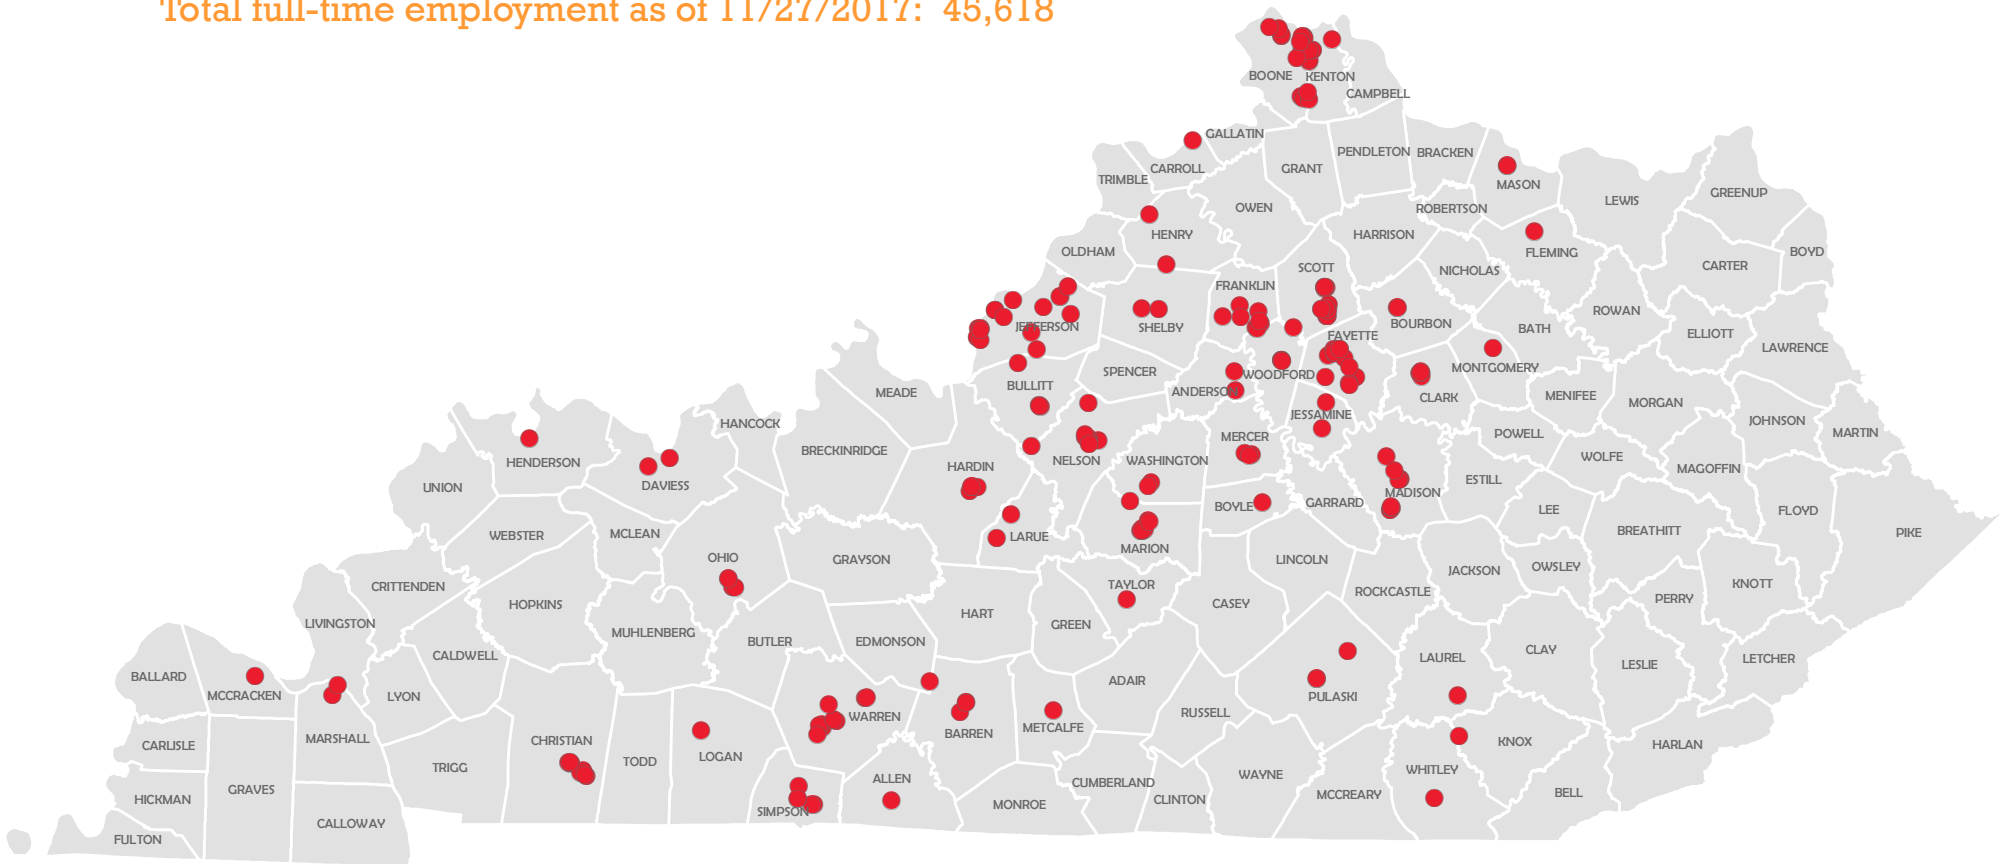 Total full-time employment as of 11/27/2017: 45,618
BOONE
KENTON
CAMPBELL
GALLATIN
CARROLL
TRIMBLE
GRANT
PENDLETON
BRACKEN
MASON
ROBERTSON
LEWIS
GREENUP
OWEN
HENRY
OLDHAM
HARRISON
FLEMING
NICHOLAS
CARTER
BOYD
SCOTT
FRANKLIN
ROWAN
JEFFERSON
SHELBY
FAYETTE
BOURBON
BATH
ELLIOTT
LAWRENCE
SPENCER
WOODFORD
MONTGOMERY
BULLITT
ANDERSON
CLARK
MENIFEE
MORGAN
MEADE
JESSAMINE
JOHNSON
MARTIN
HANCOCK
BRECKINRIDGE
MERCER
POWELL
WOLFE
MAGOFFIN
HENDERSON
HARDIN
NELSON
WASHINGTON
UNION
DAVIESS
MADISON
ESTILL
GARRARD
BOYLE
LEE
FLOYD
BREATHITT
PIKE
WEBSTER
MCLEAN
LARUE
MARION
OHIO
GRAYSON
LINCOLN
JACKSON
OWSLEY
KNOTT
CRITTENDEN
TAYLOR
ROCKCASTLE
PERRY
HOPKINS
CASEY
HART
GREEN
LIVINGSTON
MUHLENBERG
BUTLER
EDMONSON
CALDWELL
LAUREL
CLAY
LESLIE
LETCHER
BALLARD
MCCRACKEN
LYON
ADAIR
PULASKI
RUSSELL
WARREN
BARREN
METCALFE
CARLISLE
MARSHALL
CHRISTIAN
KNOX
HARLAN
TRIGG
TODD
LOGAN
WHITLEY
WAYNE
ALLEN
CUMBERLAND
GRAVES
HICKMAN
CLINTON
MCCREARY
BELL
MONROE
SIMPSON
CALLOWAY
FULTON